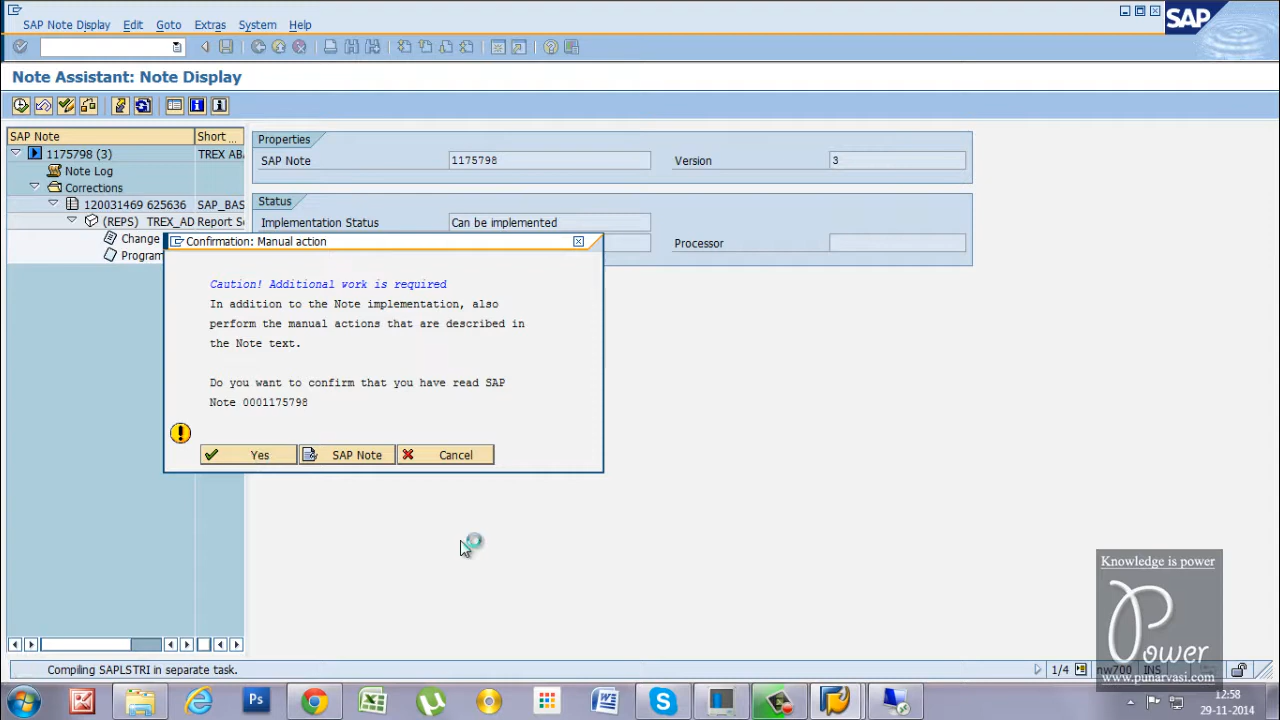 SAP Note Display Edit Goto Extras System Help
SAP
Note Assistant: Note Display
SAP Note Short ...
Properties
1175798 (3) TREX AB
SAP Note 1175798 Version 3
Note Log
Corrections
Status
120031469 625636 SAP_BAS
(REPS) TREX_AD Report S
Implementation Status Can be implemented
Change
Confirmation: Manual action
Processor
Program
Caution! Additional work is required
In addition to the Note implementation, also
perform the manual actions that are described in
the Note text.
Do you want to confirm that you have read SAP
Note 0001175798
Yes SAP Note Cancel
Knowledge is power
Power
www.punarvasi.com
Compiling SAPLSTRI in separate task.
1/4 nw700 INS
Ps
12:58
29-11-2014